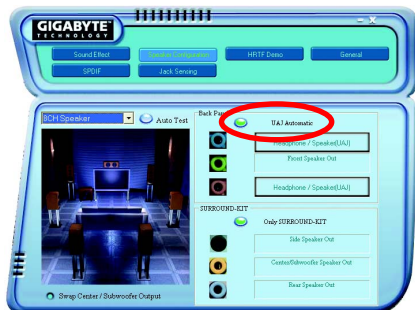 GIGABYTE
TECHNOLOGY
- X
Sound Effect
Speaker Configuration
HRTF Demo
General
SPDIF
Jack Sensing
8CH Speaker
Auto Test
Back Pan
UAJ Automatic
Headphone / Speaker(UAJ)
Front Speaker Out
Headphone / Speaker(UAJ)
SURROUND-KIT
Only SURROUND-KIT
Side Speaker Out
Center/Subwoofer Speaker Out
Rear Speaker Out
Swap Center / Subwoofer Output